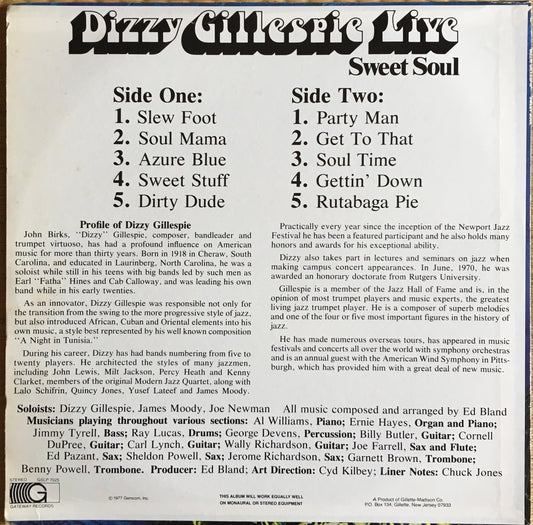 Dizzy Gillespie Live
Sweet Soul
Side One:
1. Slew Foot
2. Soul Mama
3. Azure Blue
4. Sweet Stuff
5. Dirty Dude
Side Two:
1. Party Man
2. Get To That
3. Soul Time
4. Gettin' Down
5. Rutabaga Pie
Profile of Dizzy Gillespie
John Birks, "Dizzy" Gillespie, composer, bandleader and
trumpet virtuoso, has had a profound influence on American
music for more than thirty years. Born in 1918 in Cheraw, South
Carolina, and educated in Laurinberg, North Carolina, he was a
soloist while still in his teens with big bands led by such men as
Earl "Fatha" Hines and Cab Calloway, and was leading his own
band while in his early twenties.
As an innovator, Dizzy Gillespie was responsible not only for
the transition from the swing to the more progressive style of jazz,
but also introduced African, Cuban and Oriental elements into his
own music, a style best represented by his well known composition
"A Night in Tunisia."
During his career, Dizzy has had bands numbering from five to
twenty players. He architected the styles of many jazzmen,
including John Lewis, Milt Jackson, Percy Heath and Kenny
Clarket, members of the original Modern Jazz Quartet, along with
Lalo Schifrin, Quincy Jones, Yusef Lateef and James Moody.
Practically every year since the inception of the Newport Jazz
Festival he has been a featured participant and he also holds many
honors and awards for his exceptional ability.
Dizzy also takes part in lectures and seminars on jazz when
making campus concert appearances. In June, 1970, he was
awarded an honorary doctorate from Rutgers University.
Gillespie is a member of the Jazz Hall of Fame and is, in the
opinion of most trumpet players and music experts, the greatest
living jazz trumpet player. He is a composer of superb melodies
and one of the four or five most important figures in the history of
jazz.
He has made numerous overseas tours, has appeared in music
festivals and concerts all over the world with symphony orchestras
and is an annual guest with the American Wind Symphony in Pitts-
burgh, which has provided him with a great deal of new music.
Soloists: Dizzy Gillespie, James Moody, Joe Newman All music composed and arranged by Ed Bland
Musicians playing throughout various sections: Al Williams, Piano; Ernie Hayes, Organ and Piano;
Jimmy Tyrell, Bass; Ray Lucas, Drums; George Devens, Percussion; Billy Butler, Guitar; Cornell
DuPree, Guitar; Carl Lynch, Guitar; Wally Richardson, Guitar; Joe Farrell, Sax and Flute;
Ed Pazant, Sax; Sheldon Powell, Sax; Jerome Richardson, Sax; Garnett Brown, Trombone;
Benny Powell, Trombone. Producer: Ed Bland; Art Direction: Cyd Kilbey; Liner Notes: Chuck Jones
STEREO GSLP 7025
G
GATEWAY RECORDS
© 1977 Gemcom, Inc.
THIS ALBUM WILL WORK EQUALLY WELL
ON MONAURAL OR STEREO EQUIPMENT
A Product of Gillette-Madison Co.
P.O. Box 134, Gillette, New Jersey 07933